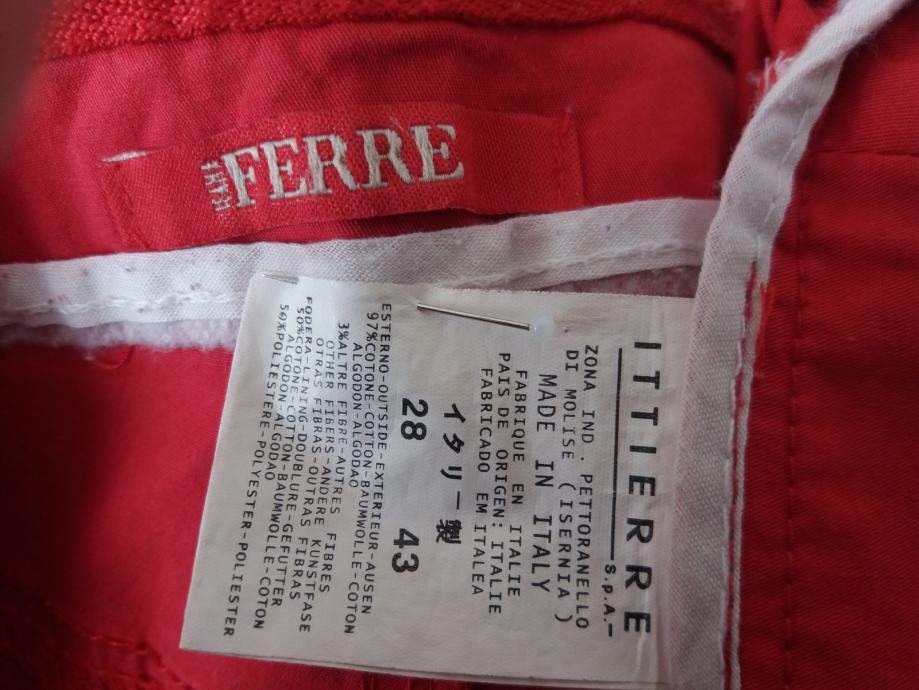 FERRE
ITTIERRE
S.p.A.
ZONA IND. PETTORANELLO
DI MOLISE (ISERNIA)
MADE IN ITALY
FABRIQUE EN ITALIE
PAIS DE ORIGEN: ITALIE
FABRICADO EM ITALEA
イタリー製
28 43
ESTERNO-OUTSIDE-EXTERIEUR-AUSEN
97%COTONE-COTTON-BAUMWOLLE-COTON
ALGODON-ALGODAO
3%ALTRE FIBRE-AUTRES FIBRES
OTHER FIBERS-ANDERE KUNSTFASE
OTRAS FIBRAS-OUTRAS FIBRAS
FODERA-LINING-DOUBLURE-GEFUTTER
50%COTONE-COTTON-BAUMWOLLE-COTON
ALGODON-ALGODAO
50%POLIESTERE-POLYESTER-POLIESTER